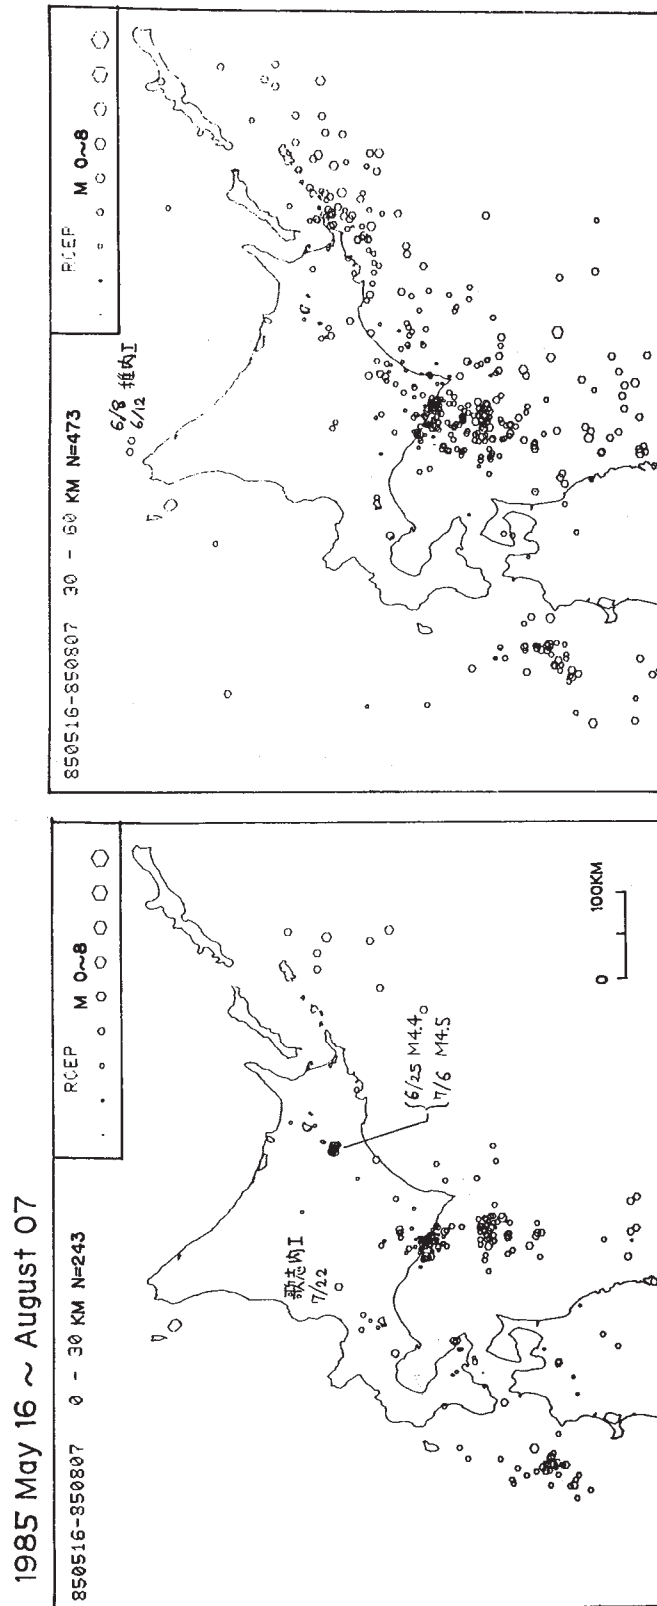 1985 May 16 ~ August 07
850516-850807 0 - 30 KM N=243
RCEP M 0~8
歌志内I
7/22
6/25 M4.4
7/6 M4.5
0 100KM
850516-850807 30 - 60 KM N=473
RCEP M 0~8
6/8 稚内I
6/12